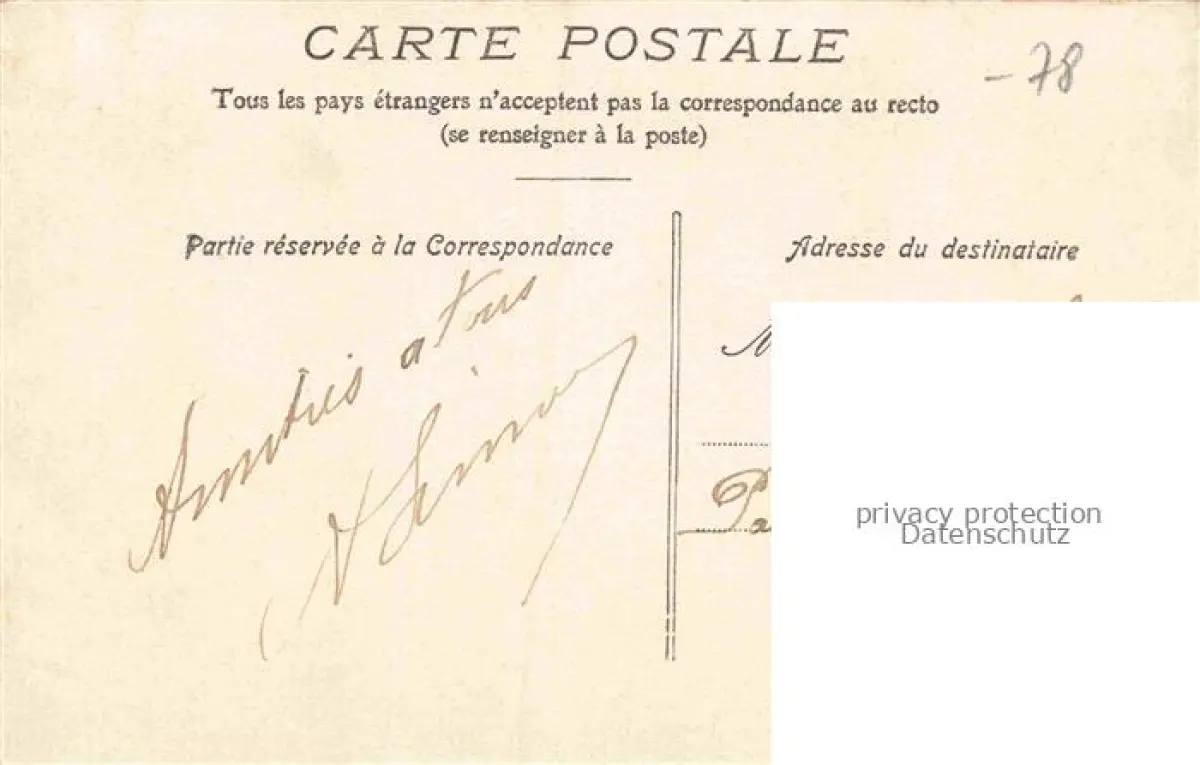 CARTE POSTALE
- 78
Tous les pays étrangers n'acceptent pas la correspondance au recto
(se renseigner à la poste)
Partie réservée à la Correspondance
Adresse du destinataire
Amitiés a tous
M
Pa
privacy protection
Datenschutz